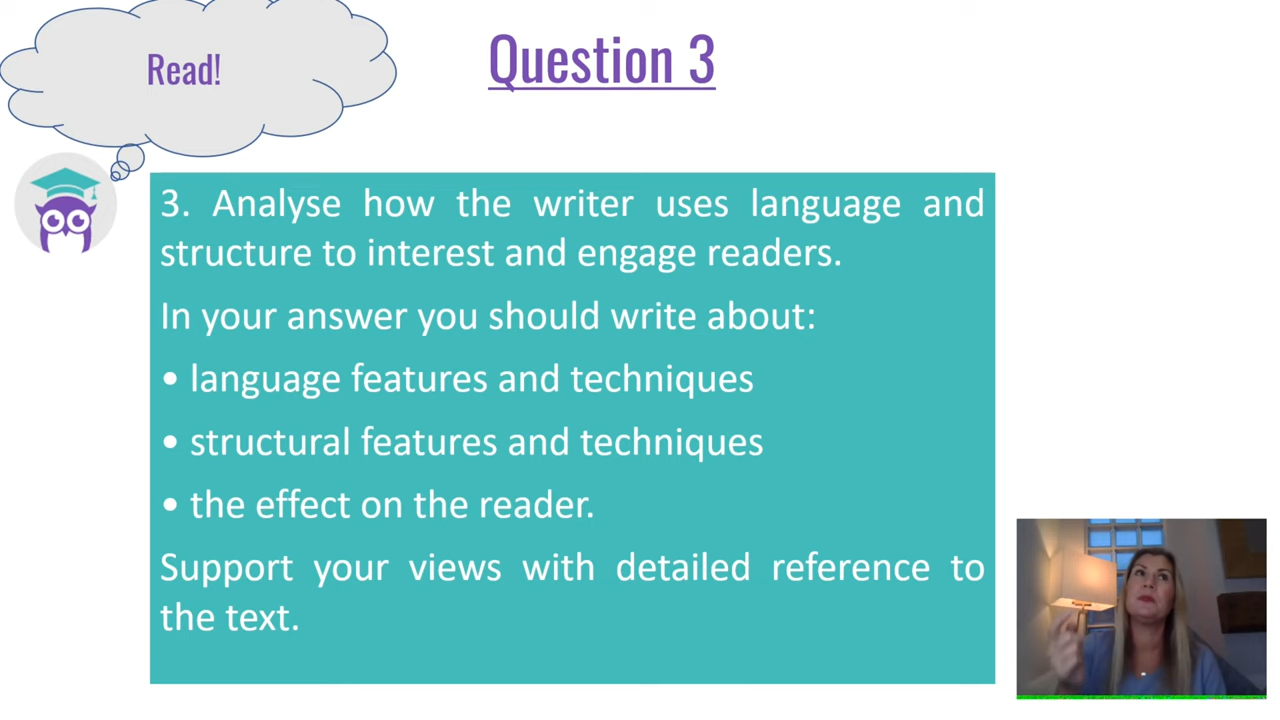 Read!
Question 3
3. Analyse how the writer uses language and
structure to interest and engage readers.
In your answer you should write about:
• language features and techniques
• structural features and techniques
• the effect on the reader.
Support your views with detailed reference to
the text.